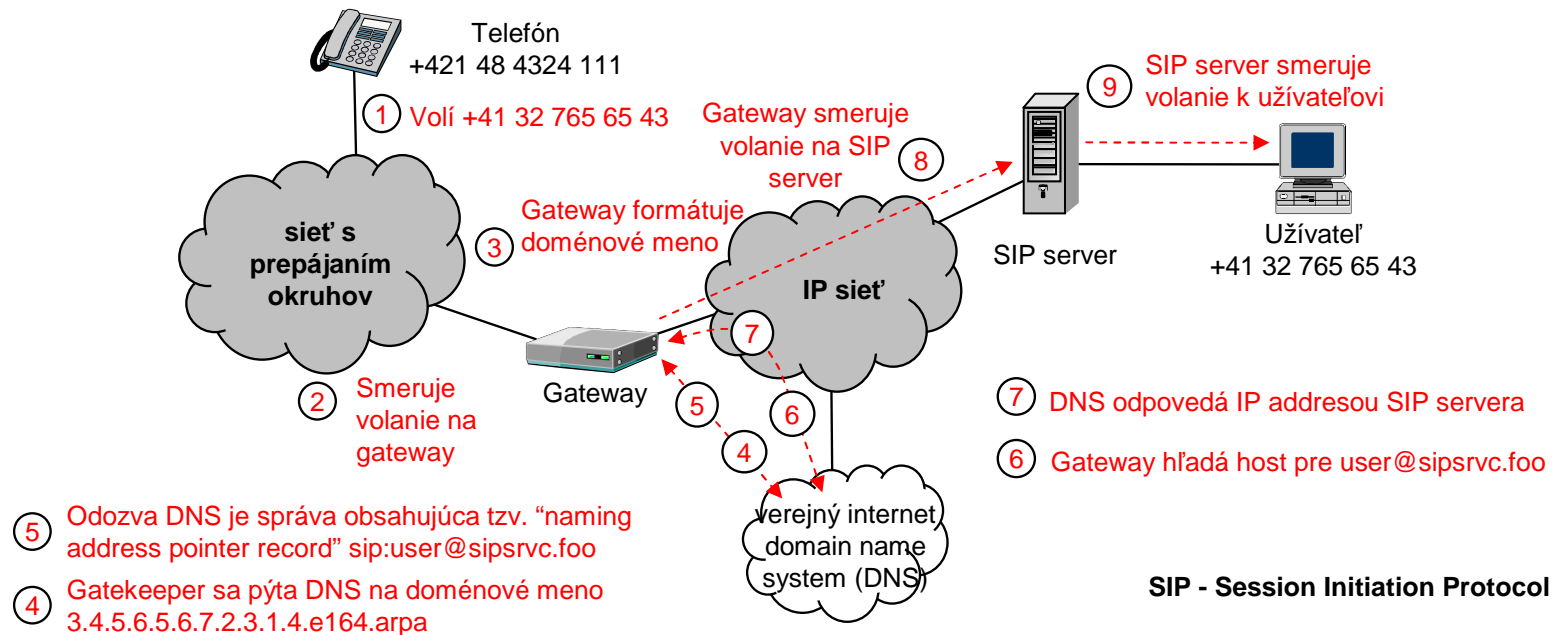 Telefón
+421 48 4324 111
1 Volí +41 32 765 65 43
sieť s
prepájaním
okruhov
2 Smeruje
volanie na
gateway
3 Gateway formátuje
doménové meno
Gateway
Gateway smeruje
volanie na SIP
server
8
IP sieť
7
5
6
4
verejný internet
domain name
system (DNS)
SIP server
9 SIP server smeruje
volanie k užívateľovi
Užívateľ
+41 32 765 65 43
7 DNS odpovedá IP addresou SIP servera
6 Gateway hľadá host pre user@sipsrvc.foo
5 Odozva DNS je správa obsahujúca tzv. “naming
address pointer record” sip:user@sipsrvc.foo
4 Gatekeeper sa pýta DNS na doménové meno
3.4.5.6.5.6.7.2.3.1.4.e164.arpa
SIP - Session Initiation Protocol